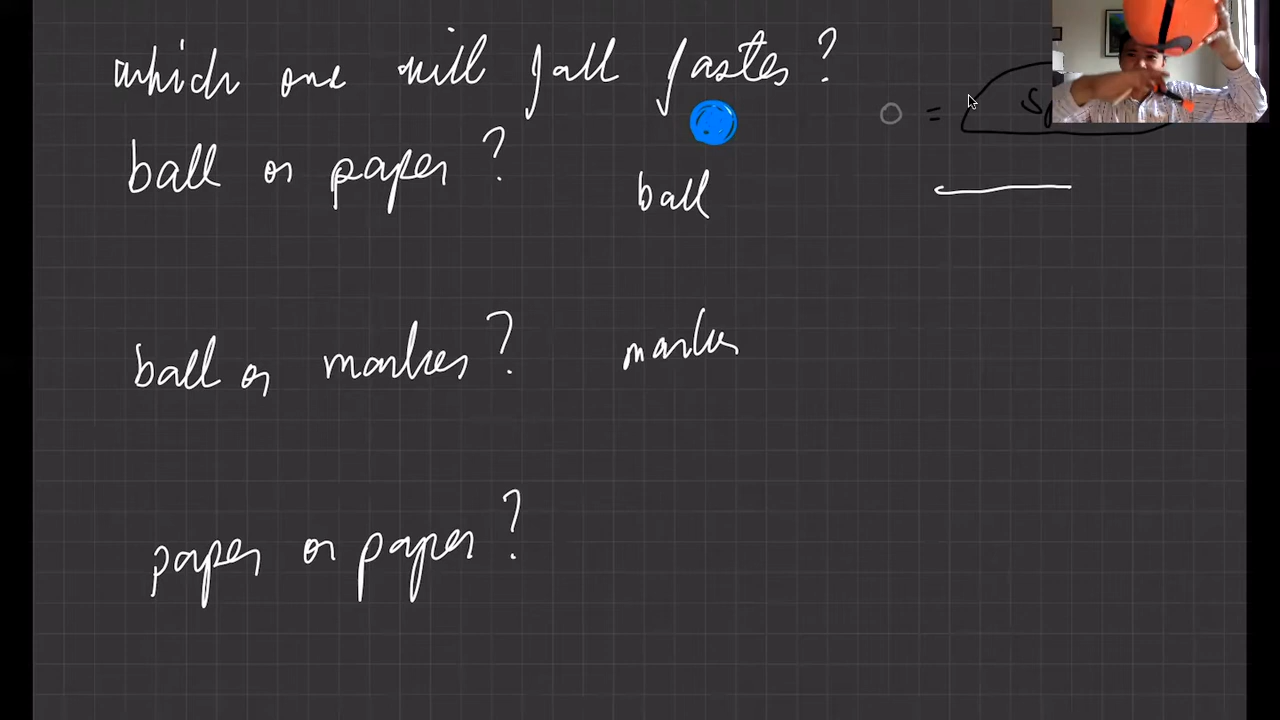 which one will fall faster?
ball or paper?
ball
ball or marker?
marker
paper or paper?